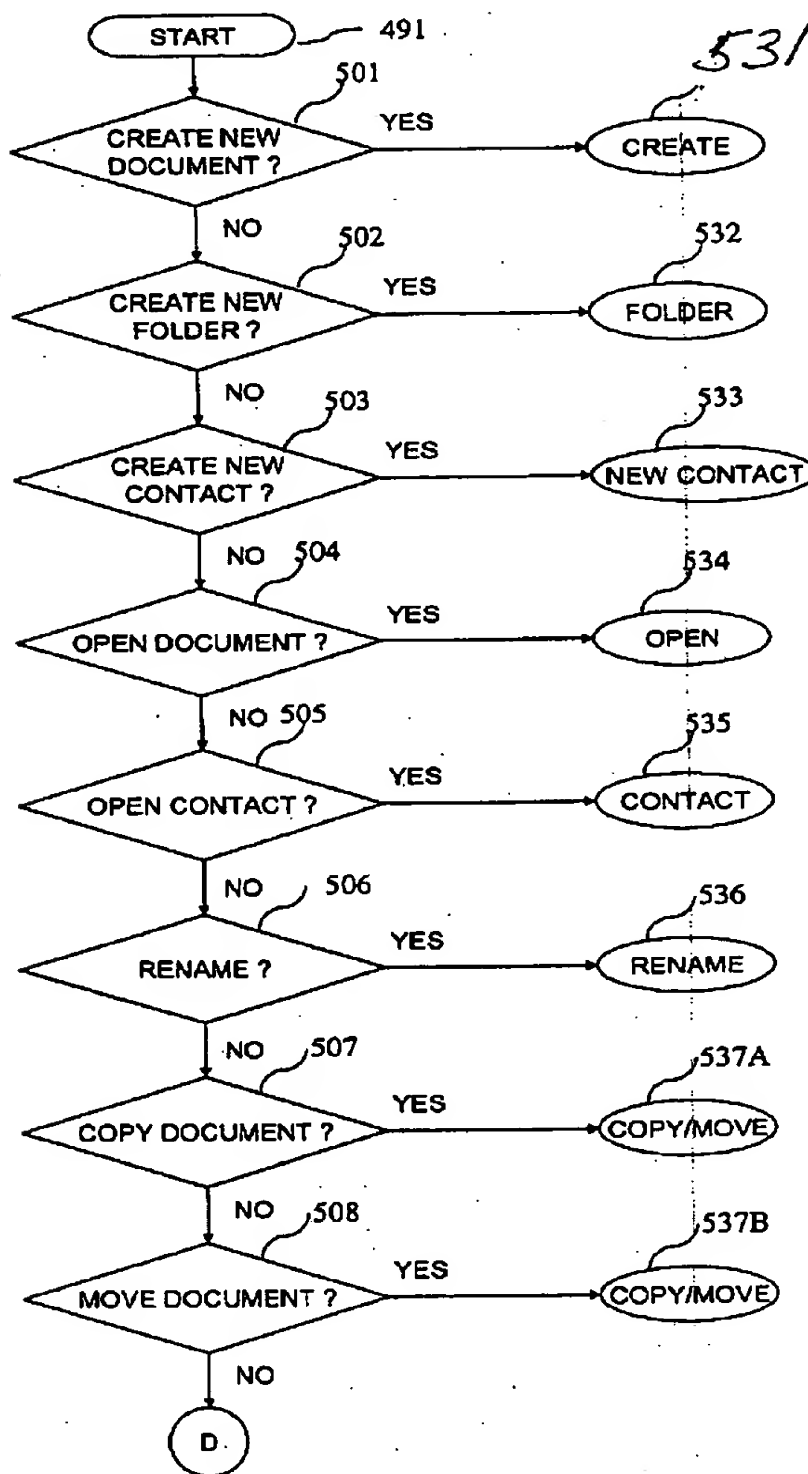 START
491
531
501
CREATE NEW
DOCUMENT ?
YES
CREATE
NO
502
532
CREATE NEW
FOLDER ?
YES
FOLDER
NO
503
533
CREATE NEW
CONTACT ?
YES
NEW CONTACT
NO
504
534
OPEN DOCUMENT ?
YES
OPEN
NO
505
535
OPEN CONTACT ?
YES
CONTACT
NO
506
536
RENAME ?
YES
RENAME
NO
507
537A
COPY DOCUMENT ?
YES
COPY/MOVE
NO
508
537B
MOVE DOCUMENT ?
YES
COPY/MOVE
NO
D